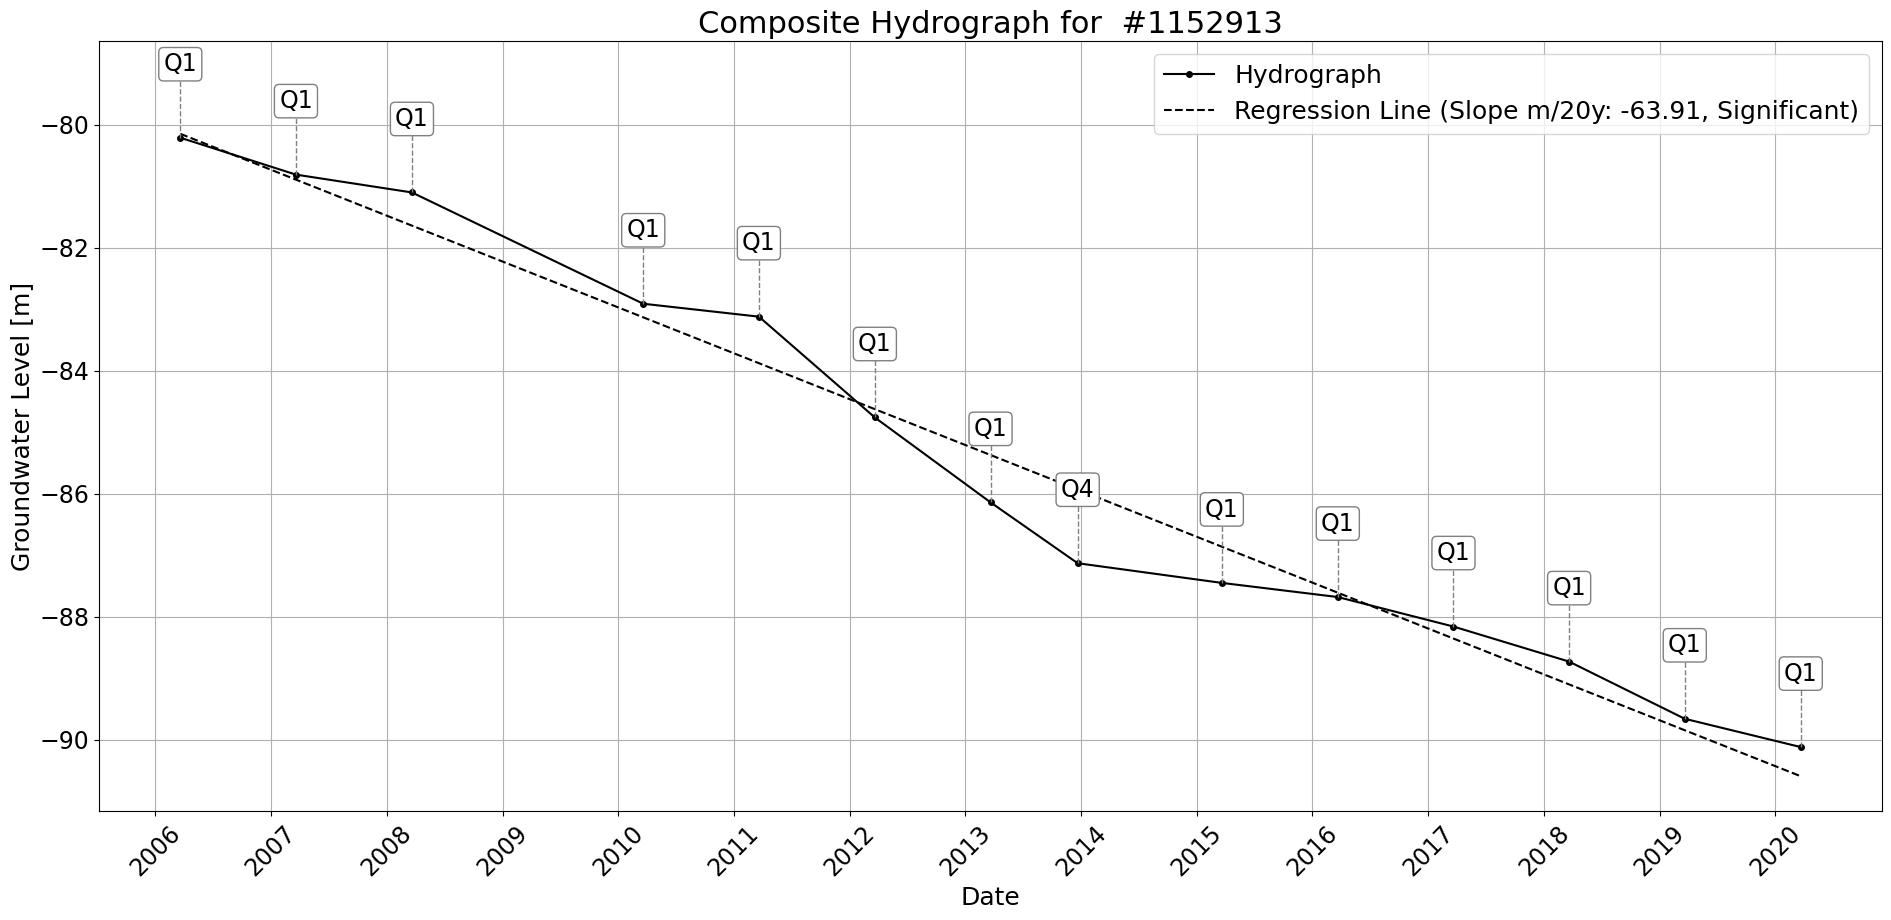 Composite Hydrograph for  #1152913
Hydrograph
Regression Line (Slope m/20y: -63.91, Significant)
Q1
Q1
Q1
Q1
Q1
Q1
Q1
Q4
Q1
Q1
Q1
Q1
Q1
Q1
Groundwater Level [m]
−80
−82
−84
−86
−88
−90
2006
2007
2008
2009
2010
2011
2012
2013
2014
2015
2016
2017
2018
2019
2020
Date